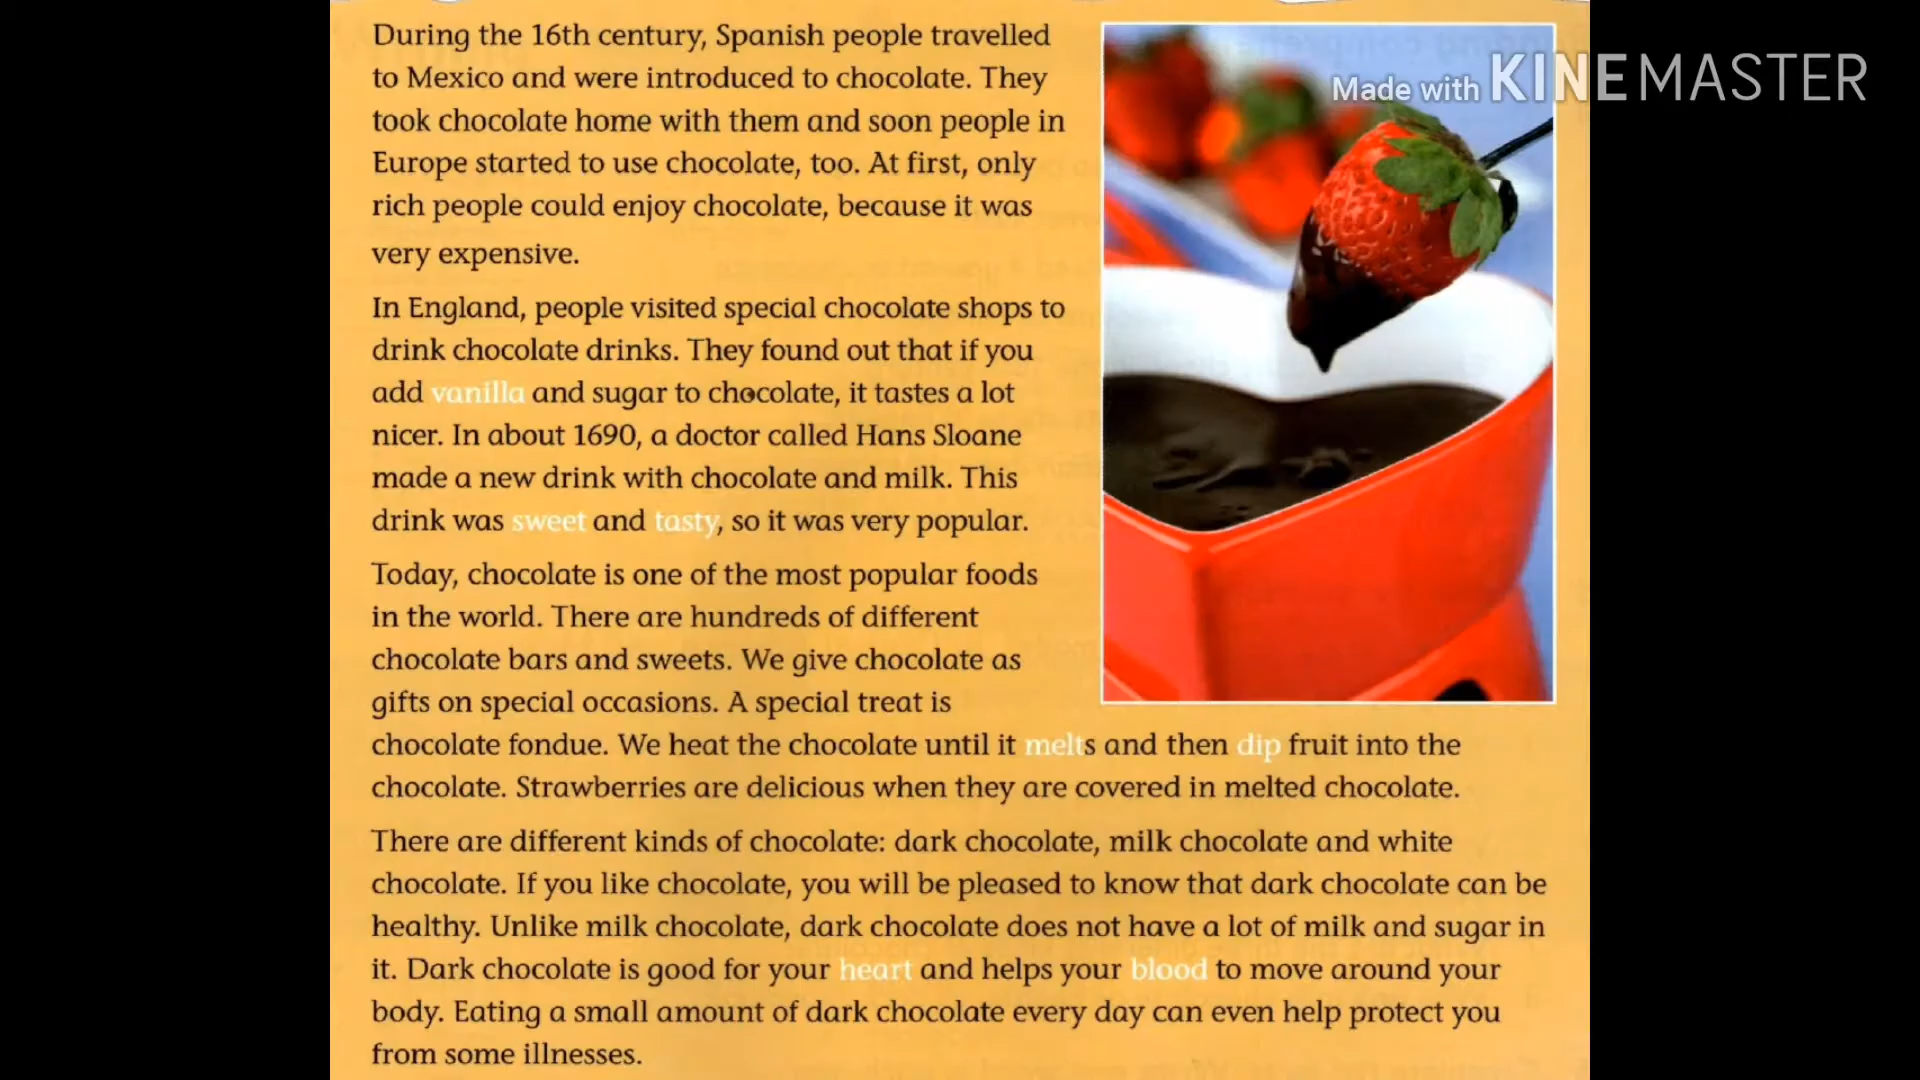 During the 16th century, Spanish people travelled
to Mexico and were introduced to chocolate. They
took chocolate home with them and soon people in
Europe started to use chocolate, too. At first, only
rich people could enjoy chocolate, because it was
very expensive.
In England, people visited special chocolate shops to
drink chocolate drinks. They found out that if you
add vanilla and sugar to chocolate, it tastes a lot
nicer. In about 1690, a doctor called Hans Sloane
made a new drink with chocolate and milk. This
drink was sweet and tasty, so it was very popular.
Today, chocolate is one of the most popular foods
in the world. There are hundreds of different
chocolate bars and sweets. We give chocolate as
gifts on special occasions. A special treat is
chocolate fondue. We heat the chocolate until it melts and then dip fruit into the
chocolate. Strawberries are delicious when they are covered in melted chocolate.
There are different kinds of chocolate: dark chocolate, milk chocolate and white
chocolate. If you like chocolate, you will be pleased to know that dark chocolate can be
healthy. Unlike milk chocolate, dark chocolate does not have a lot of milk and sugar in
it. Dark chocolate is good for your heart and helps your blood to move around your
body. Eating a small amount of dark chocolate every day can even help protect you
from some illnesses.
Made with KINEMASTER